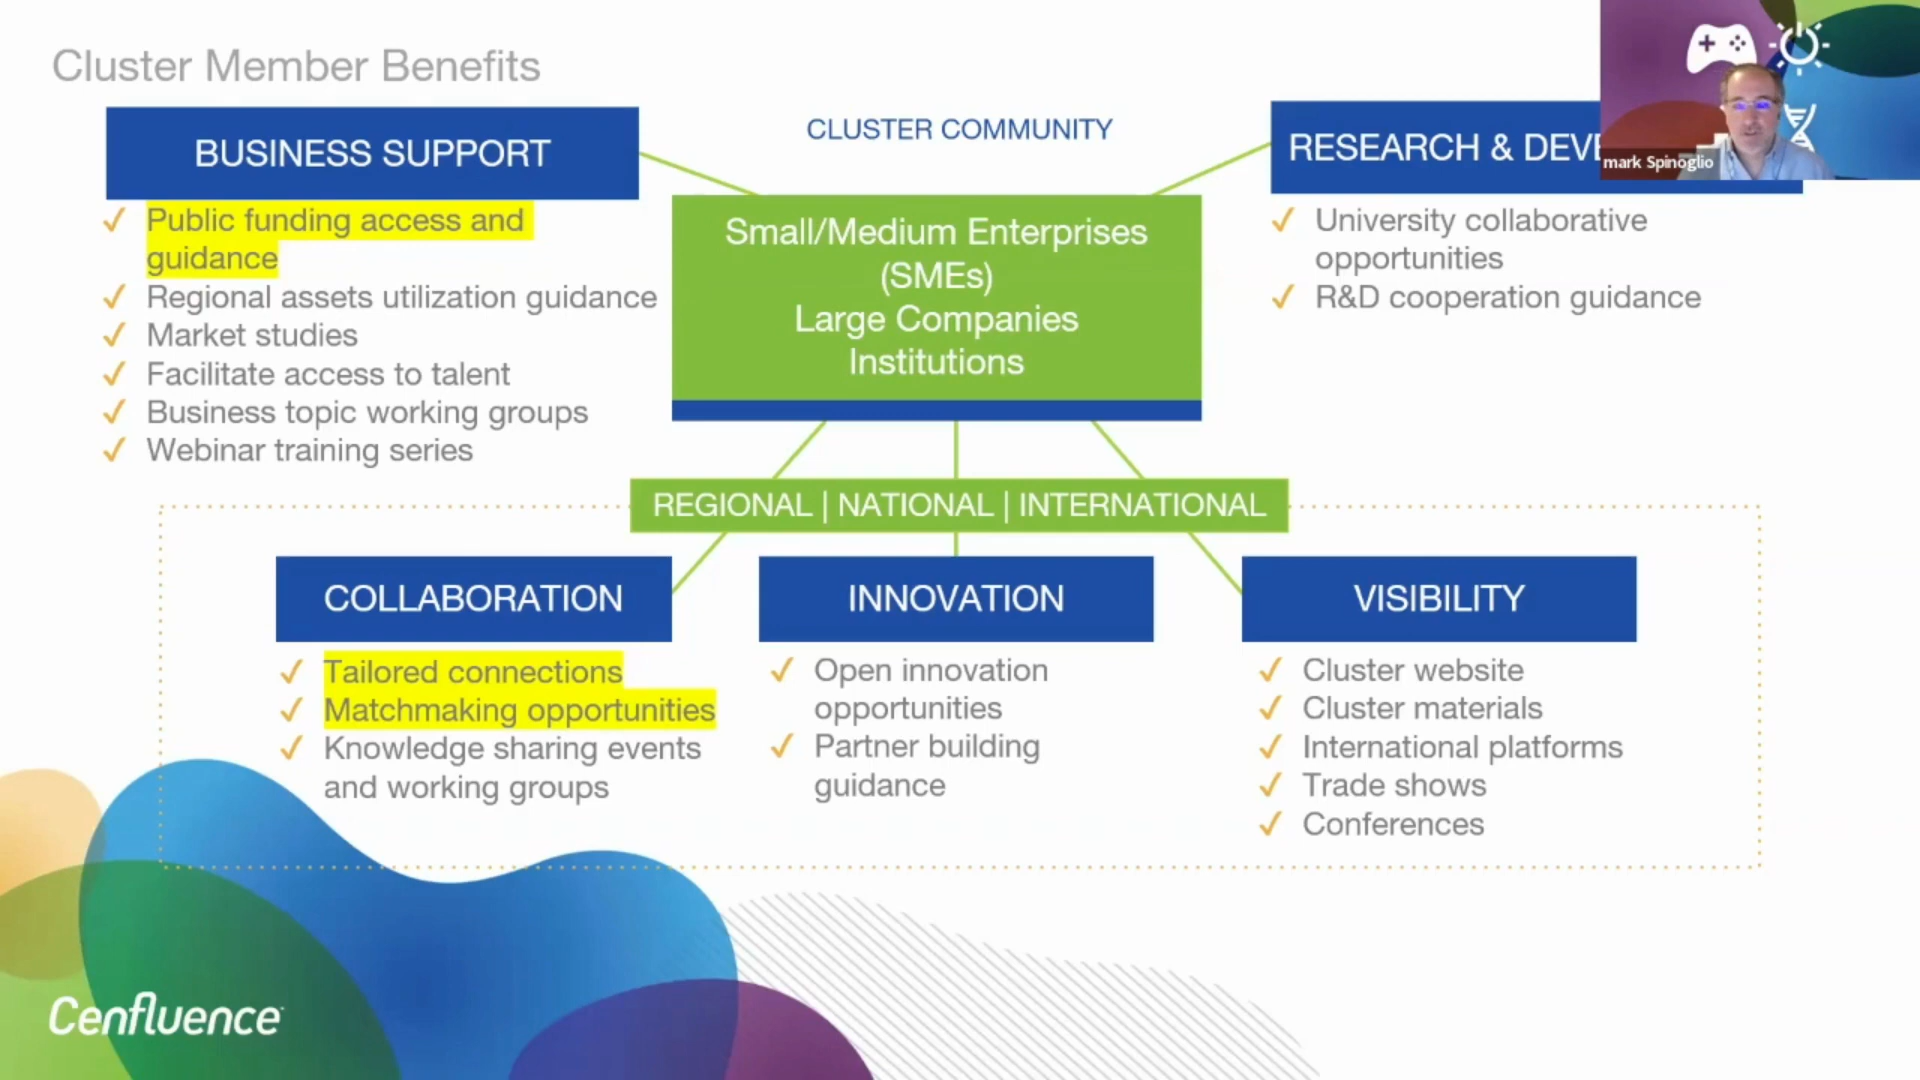 Cluster Member Benefits
BUSINESS SUPPORT
✓ Public funding access and
guidance
✓ Regional assets utilization guidance
✓ Market studies
✓ Facilitate access to talent
✓ Business topic working groups
✓ Webinar training series
CLUSTER COMMUNITY
Small/Medium Enterprises
(SMEs)
Large Companies
Institutions
RESEARCH &
mark Spinoglio
✓ University collaborative
opportunities
✓ R&D cooperation guidance
REGIONAL | NATIONAL | INTERNATIONAL
COLLABORATION
✓ Tailored connections
✓ Matchmaking opportunities
✓ Knowledge sharing events
and working groups
INNOVATION
✓ Open innovation
opportunities
✓ Partner building
guidance
VISIBILITY
✓ Cluster website
✓ Cluster materials
✓ International platforms
✓ Trade shows
✓ Conferences
Cenfluence